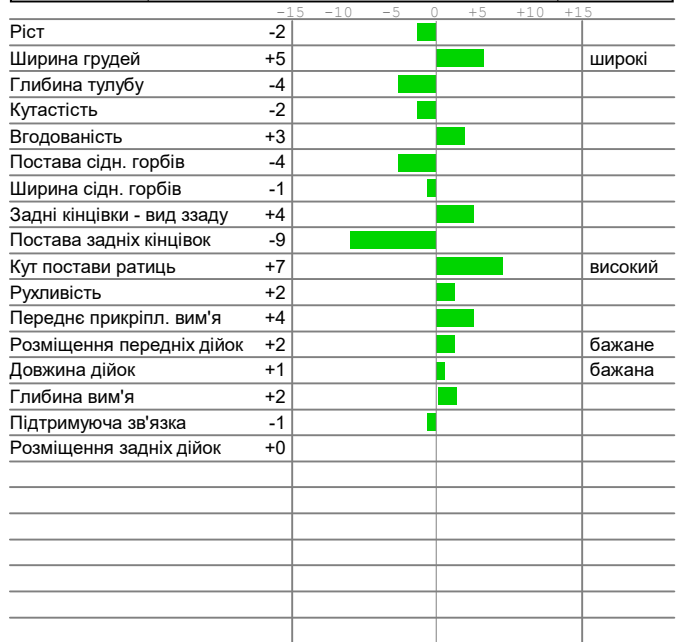 -15 -10 -5 0 +5 +10 +15
Ріст -2
Ширина грудей +5 широкі
Глибина тулубу -4
Кутастість -2
Вгодованість +3
Постава сідн. горбів -4
Ширина сідн. горбів -1
Задні кінцівки - вид ззаду +4
Постава задніх кінцівок -9
Кут постави ратиць +7 високий
Рухливість +2
Переднє прикріпл. вим'я +4
Розміщення передніх дійок +2 бажане
Довжина дійок +1 бажана
Глибина вим'я +2
Підтримуюча зв'язка -1
Розміщення задніх дійок +0